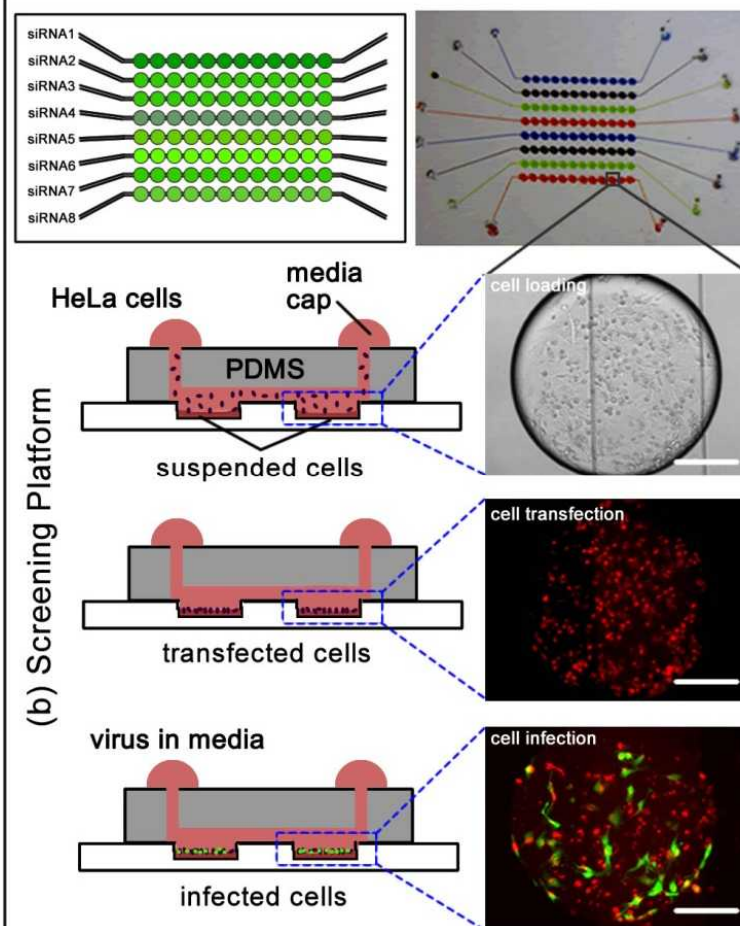 siRNA1
siRNA2
siRNA3
siRNA4
siRNA5
siRNA6
siRNA7
siRNA8
(b) Screening Platform
HeLa cells
media
cap
PDMS
suspended cells
cell loading
transfected cells
cell transfection
virus in media
infected cells
cell infection